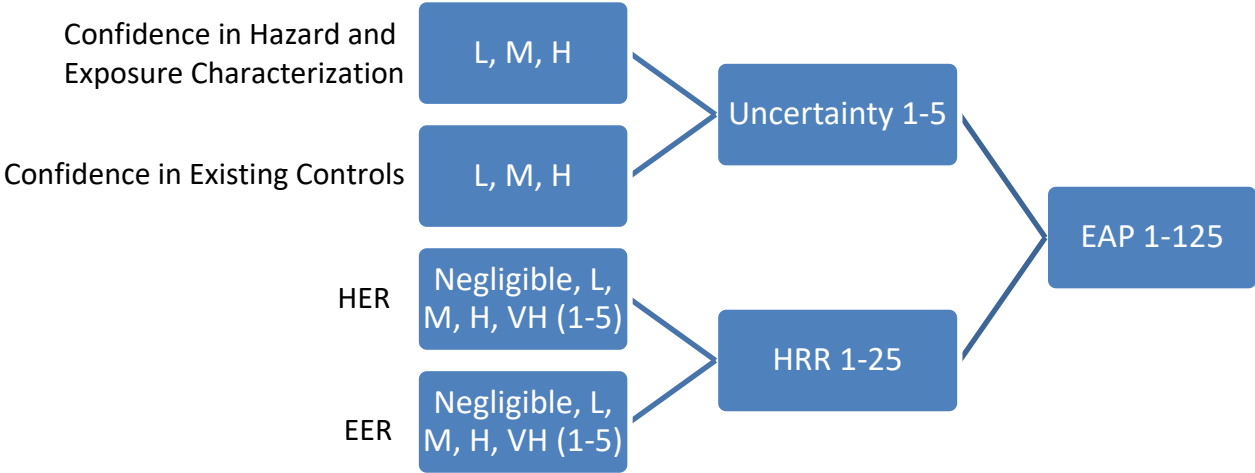 Confidence in Hazard and
Exposure Characterization
L, M, H
Uncertainty 1-5
Confidence in Existing Controls
L, M, H
EAP 1-125
HER
Negligible, L,
M, H, VH (1-5)
HRR 1-25
EER
Negligible, L,
M, H, VH (1-5)